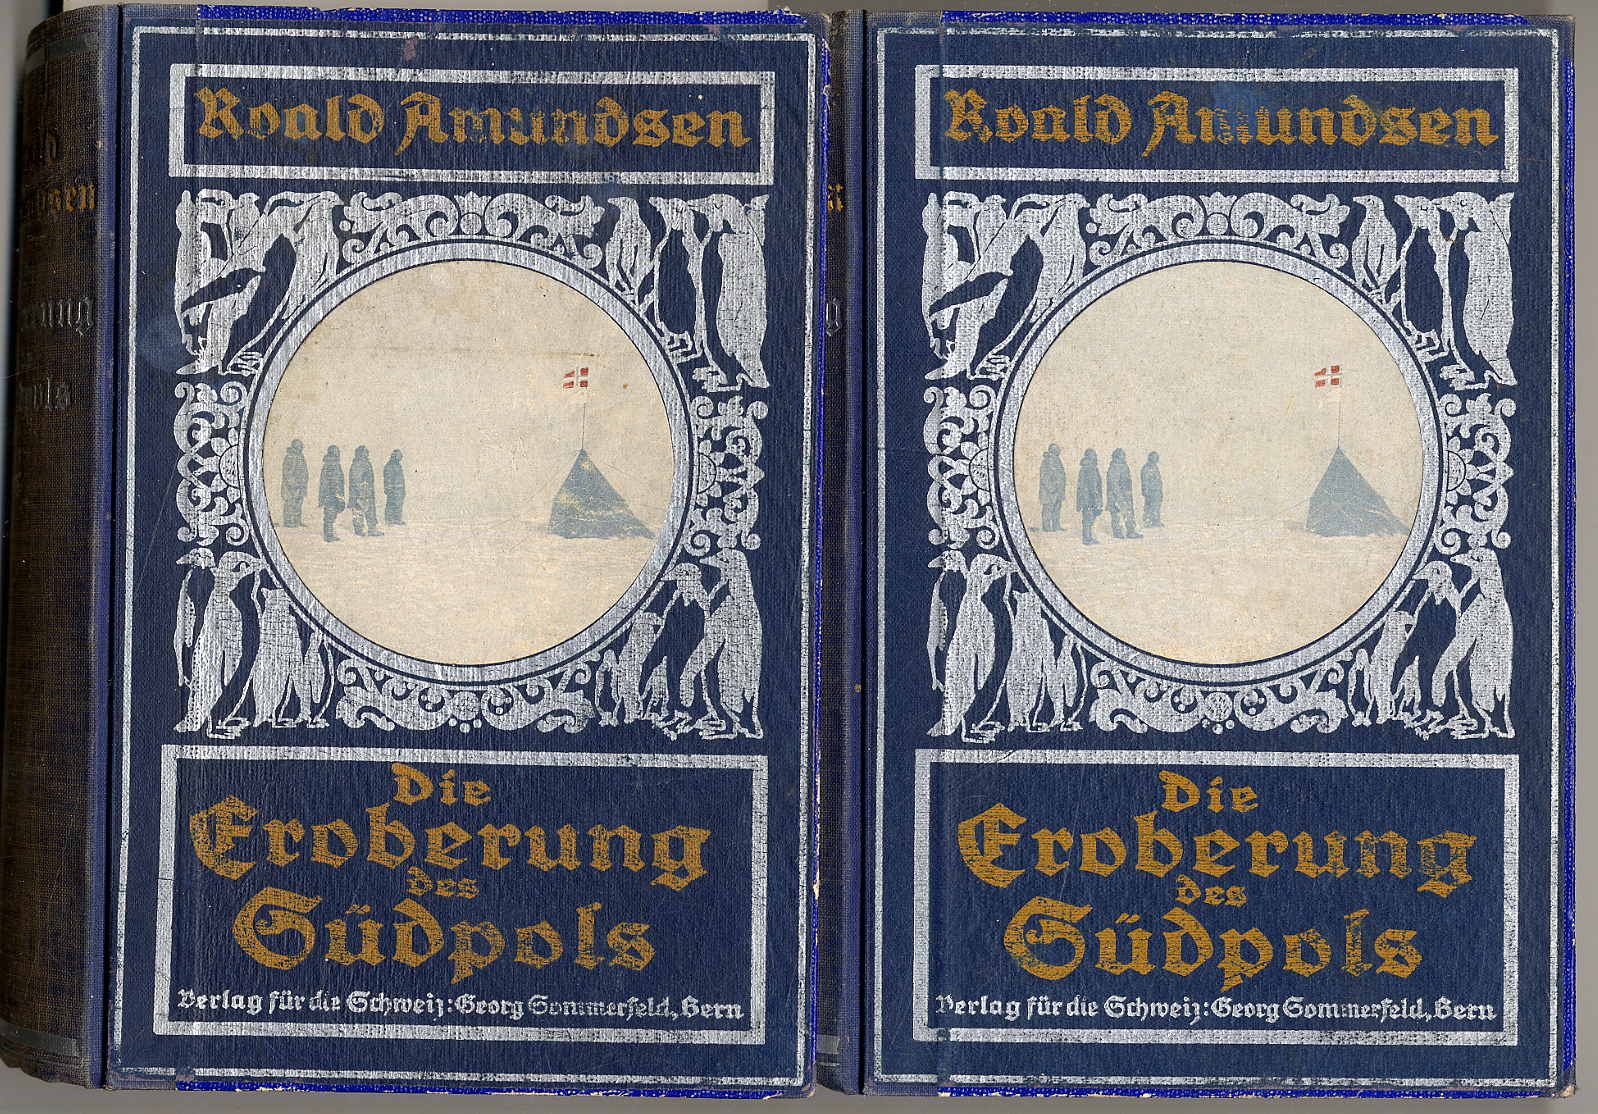 Roald Amundsen
Die
Eroberung
des
Südpols
Verlag für die Schweiz: Georg Sommerfeld, Bern
Roald Amundsen
Die
Eroberung
des
Südpols
Verlag für die Schweiz: Georg Sommerfeld, Bern